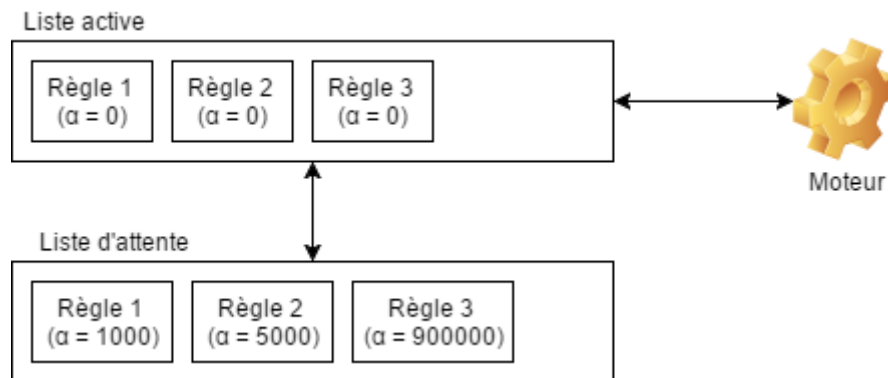 Liste active
Règle 1 Règle 2 Règle 3
(α = 0) (α = 0) (α = 0)
Moteur
Liste d'attente
Règle 1 Règle 2 Règle 3
(α = 1000) (α = 5000) (α = 900000)